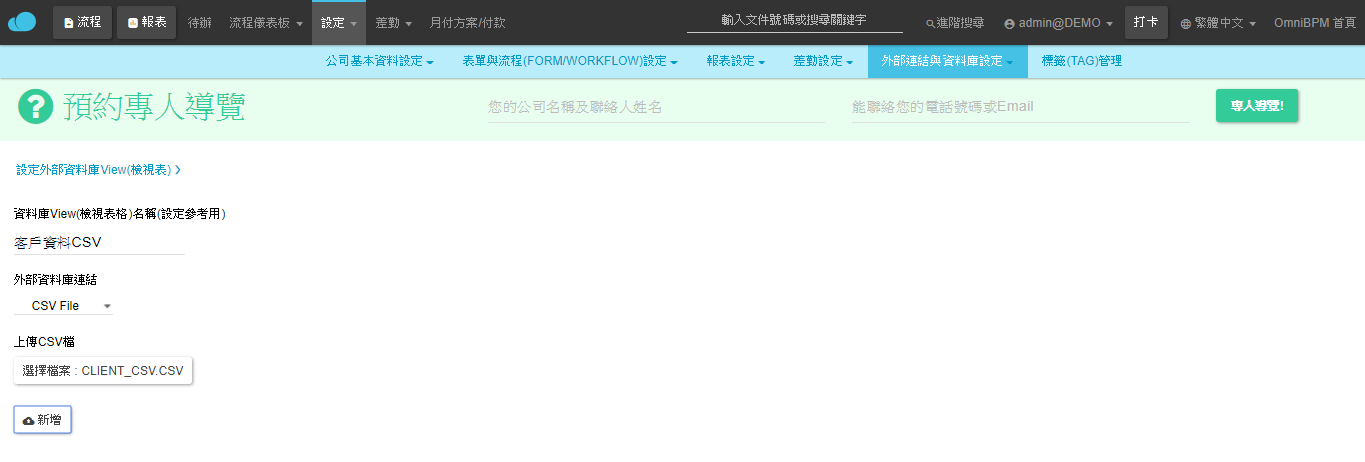 流程 報表 待辦 流程儀表板 設定 差勤 月付方案/付款 輸入文件號碼或搜尋關鍵字 進階搜尋 admin@DEMO 打卡 繁體中文 OmniBPM 首頁
公司基本資料設定 表單與流程(FORM/WORKFLOW)設定 報表設定 差勤設定 外部連結與資料庫設定 標籤(TAG)管理
預約專人導覽 您的公司名稱及聯絡人姓名 能聯絡您的電話號碼或Email 專人導覽!
設定外部資料庫View(檢視表)
資料庫View(檢視表格)名稱(設定參考用)
客戶資料CSV
外部資料庫連結
CSV File
上傳CSV檔
選擇檔案 : CLIENT_CSV.CSV
新增